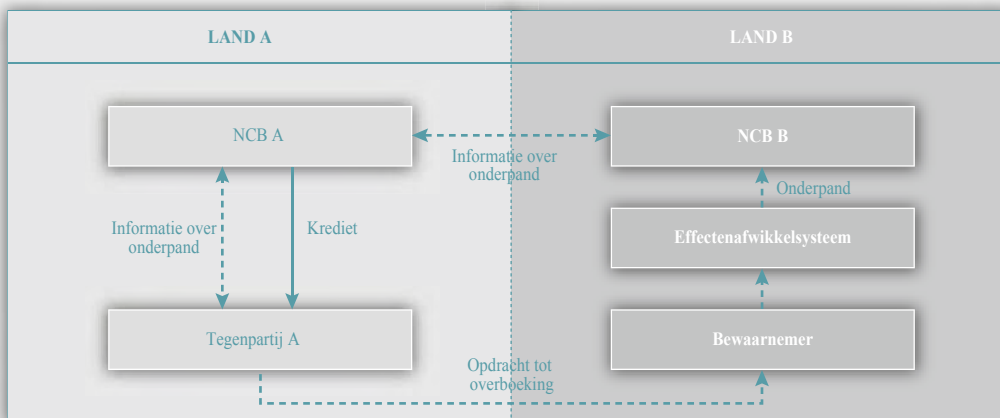 LAND A
LAND B
NCB A
NCB B
Informatie over
onderpand
Onderpand
Informatie over
onderpand
Krediet
Effectenafwikkelsysteem
Tegenpartij A
Bewaarnemer
Opdracht tot
overboeking